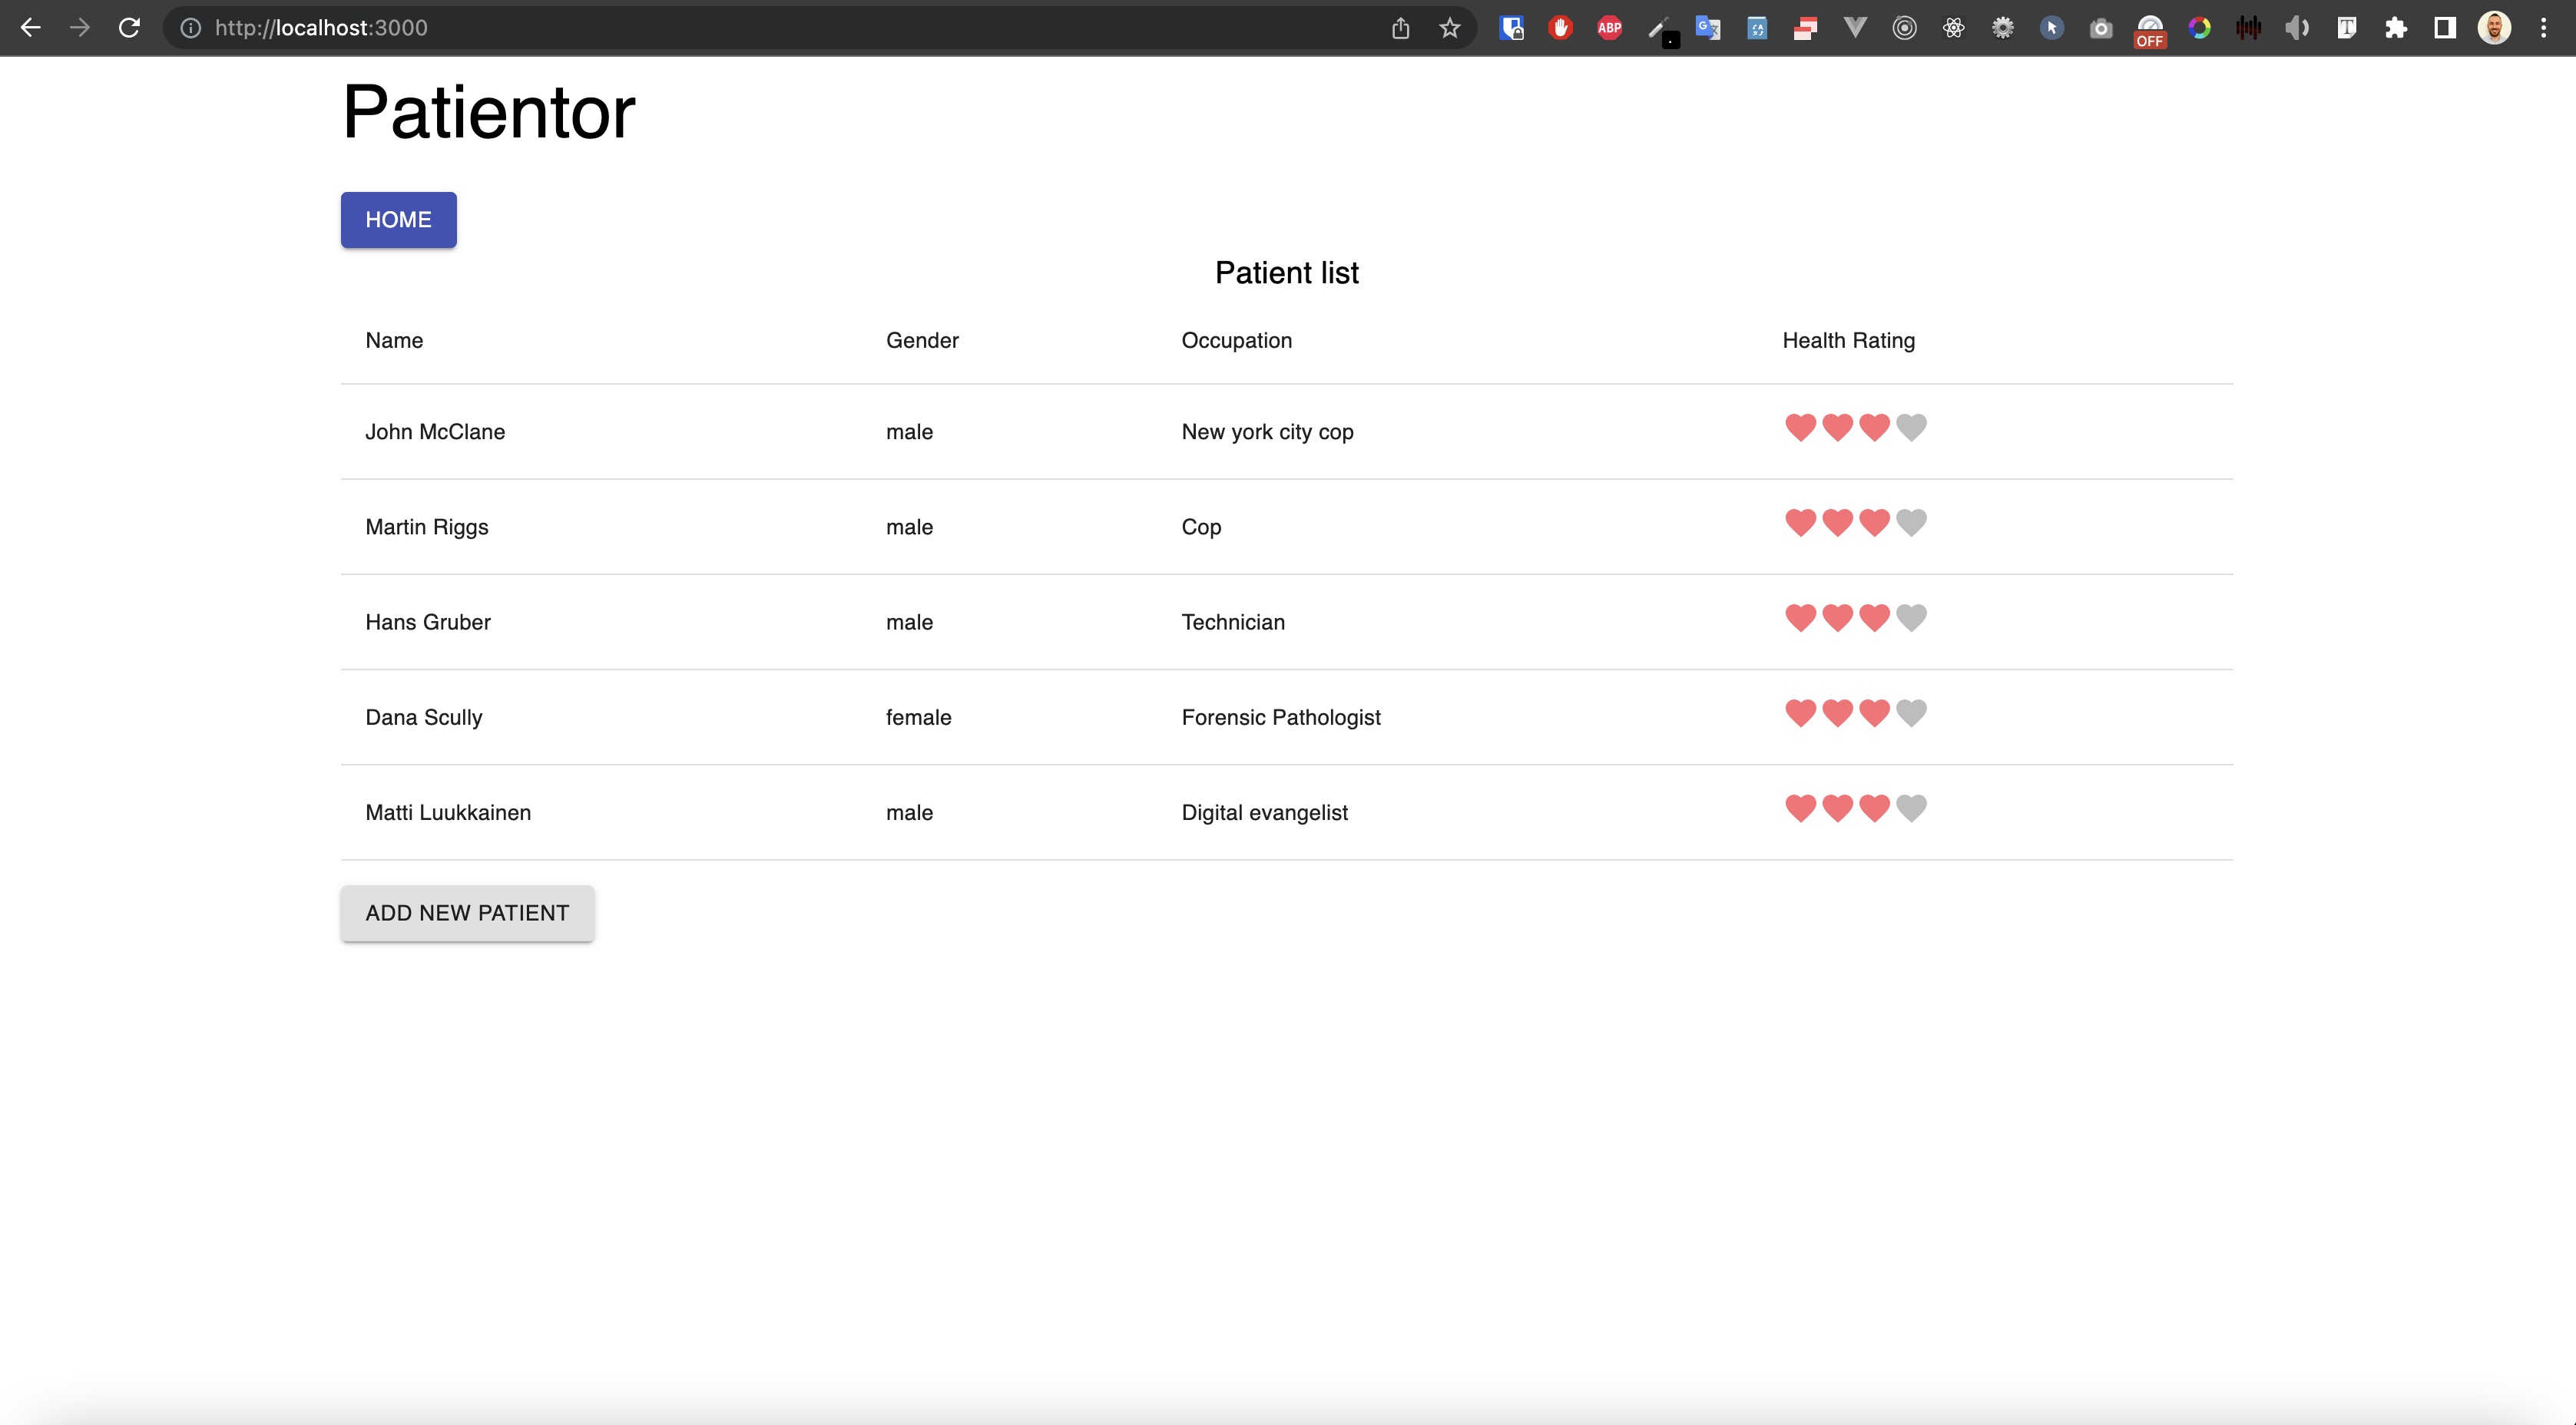 http://localhost:3000
ABP
OFF
Patientor
HOME
Patient list
Name Gender Occupation Health Rating
John McClane male New york city cop
Martin Riggs male Cop
Hans Gruber male Technician
Dana Scully female Forensic Pathologist
Matti Luukkainen male Digital evangelist
ADD NEW PATIENT